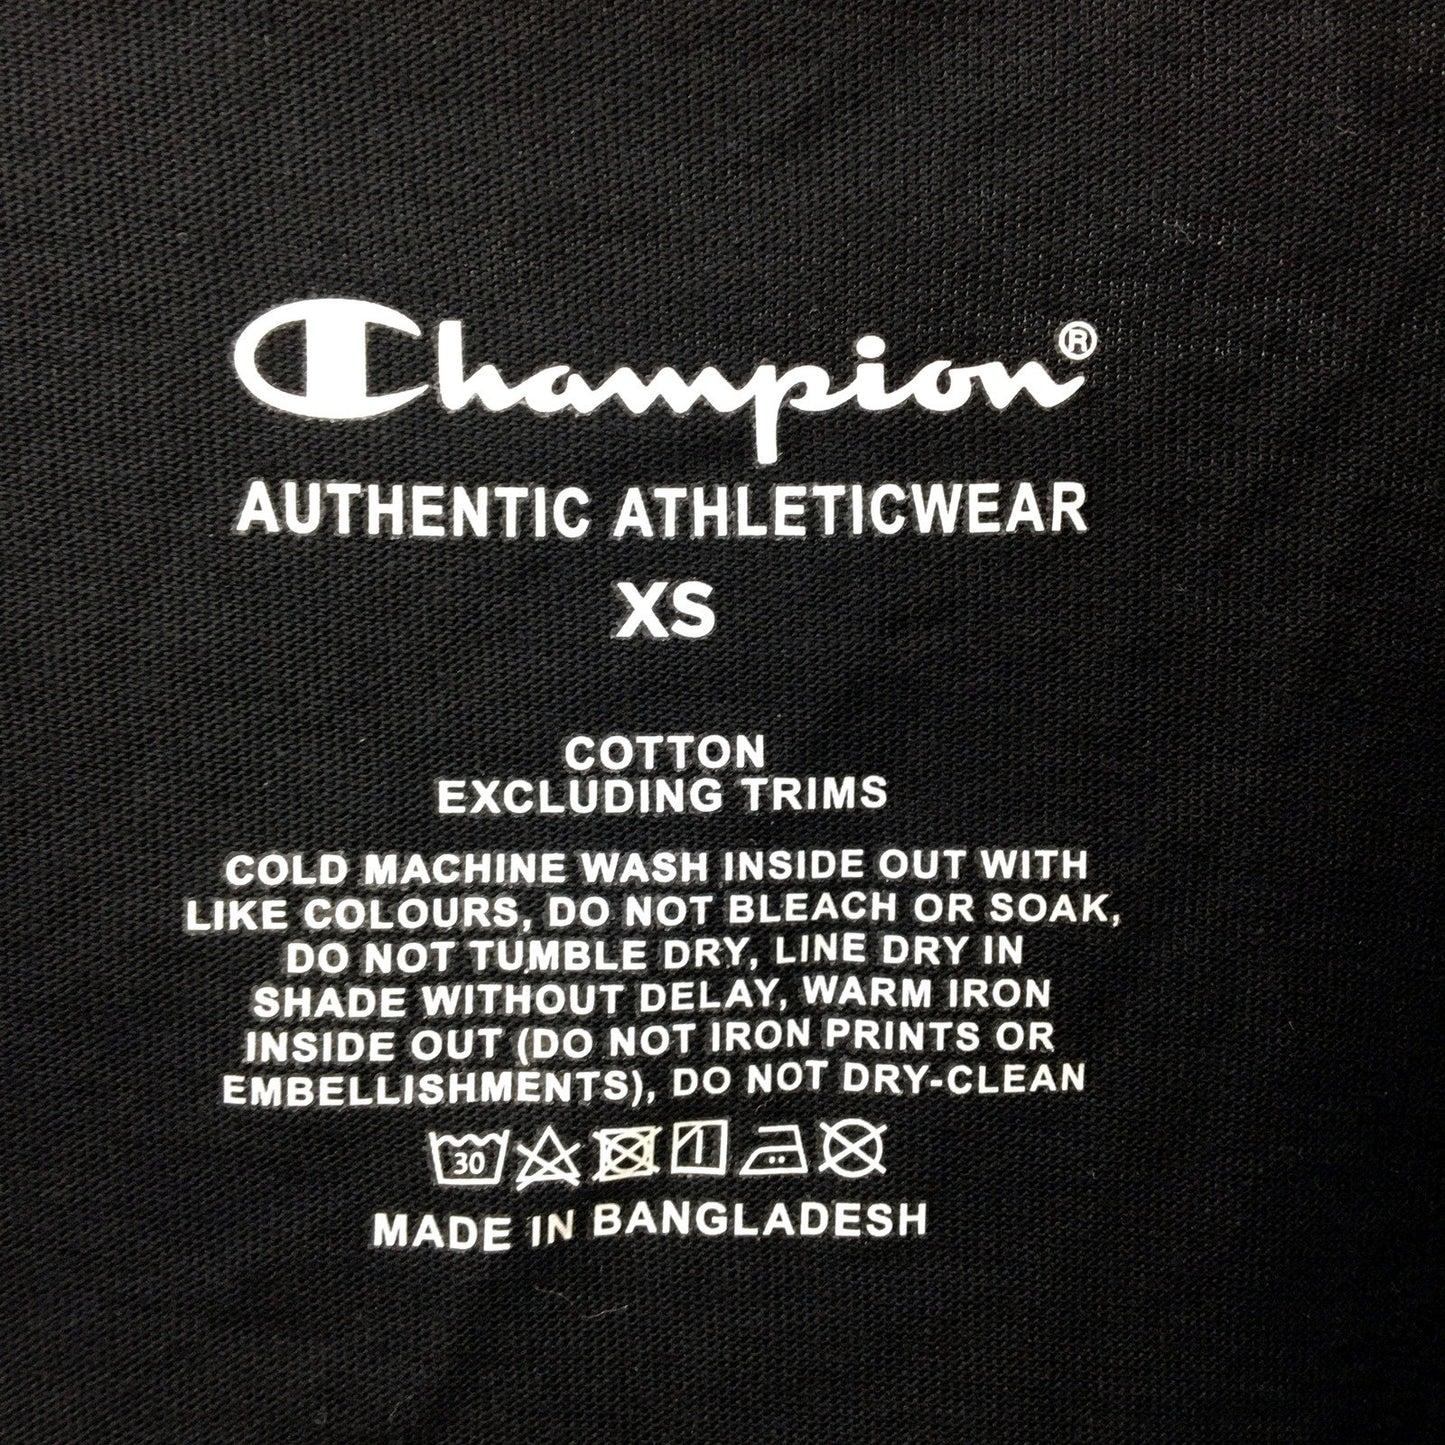 Champion®
AUTHENTIC ATHLETICWEAR
XS
COTTON
EXCLUDING TRIMS
COLD MACHINE WASH INSIDE OUT WITH
LIKE COLOURS, DO NOT BLEACH OR SOAK,
DO NOT TUMBLE DRY, LINE DRY IN
SHADE WITHOUT DELAY, WARM IRON
INSIDE OUT (DO NOT IRON PRINTS OR
EMBELLISHMENTS), DO NOT DRY-CLEAN
30
MADE IN BANGLADESH